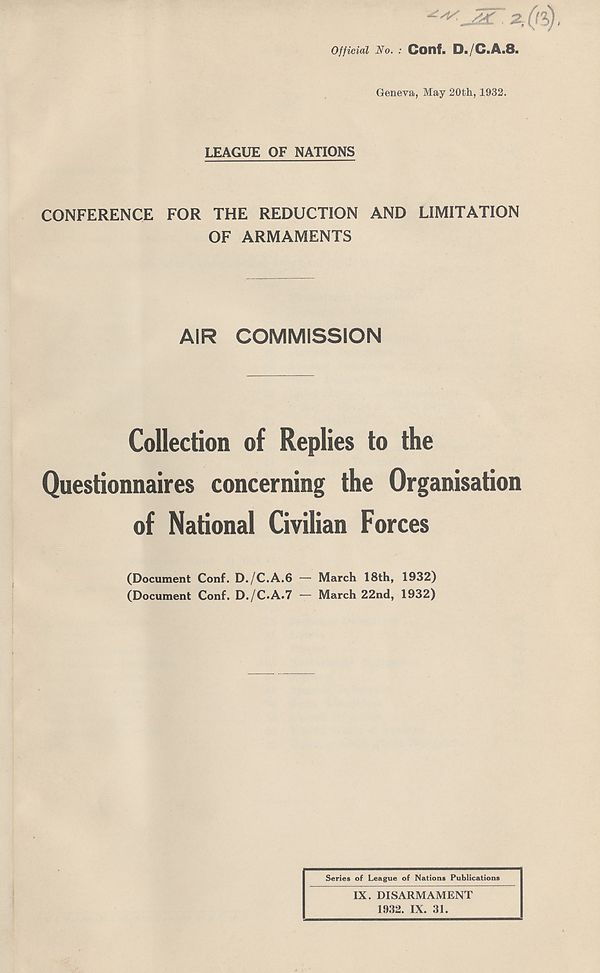 LN. IX. 2.(13).
Official No. : Conf. D./C.A.8.
Geneva, May 20th, 1932.
LEAGUE OF NATIONS
CONFERENCE FOR THE REDUCTION AND LIMITATION
OF ARMAMENTS
AIR COMMISSION
Collection of Replies to the
Questionnaires concerning the Organisation
of National Civilian Forces
(Document Conf. D./C.A.6 — March 18th, 1932)
(Document Conf. D./C.A.7 — March 22nd, 1932)
Series of League of Nations Publications
IX. DISARMAMENT
1932. IX. 31.